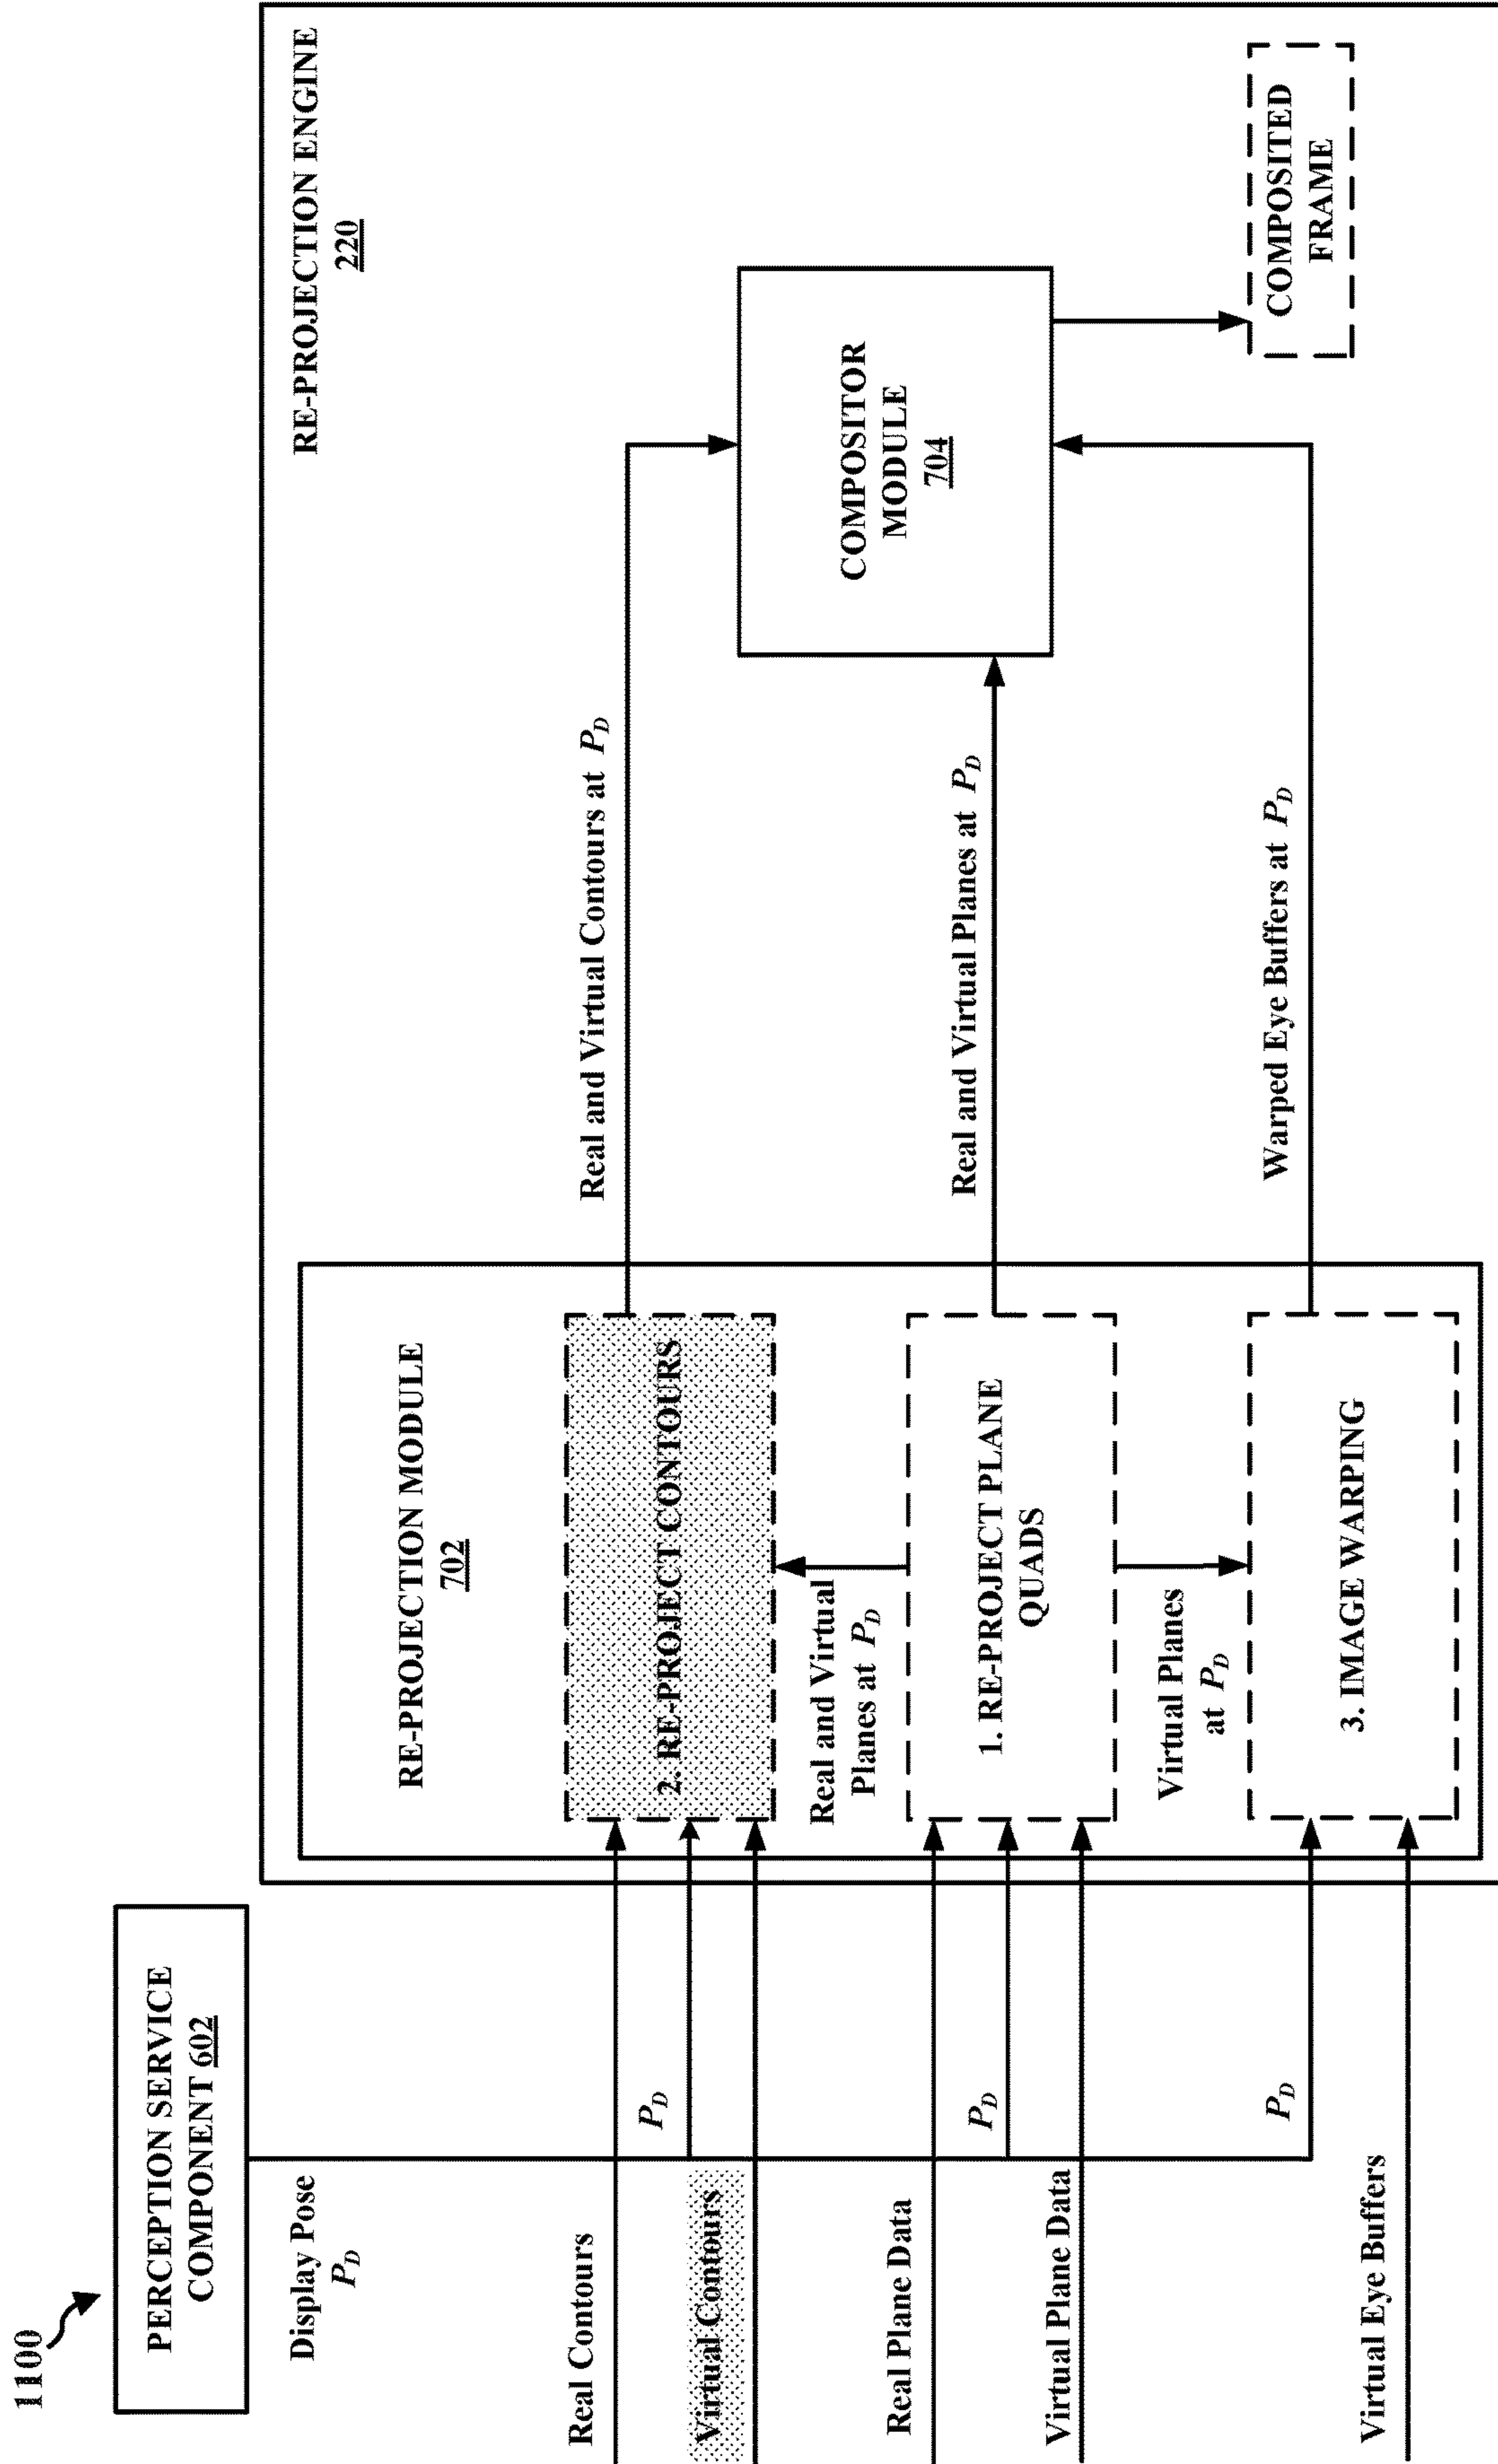 1100
PERCEPTION SERVICE
COMPONENT 602
Display Pose
P_D
Real Contours
P_D
Virtual Contours
Real Plane Data
P_D
Virtual Plane Data
P_D
Virtual Eye Buffers
RE-PROJECTION ENGINE
220
RE-PROJECTION MODULE
702
2. RE-PROJECT CONTOURS
Real and Virtual
Planes at P_D
1. RE-PROJECT PLANE
QUADS
Virtual Planes
at P_D
3. IMAGE WARPING
Real and Virtual Contours at P_D
Real and Virtual Planes at P_D
Warped Eye Buffers at P_D
COMPOSITOR
MODULE
704
COMPOSITED
FRAME